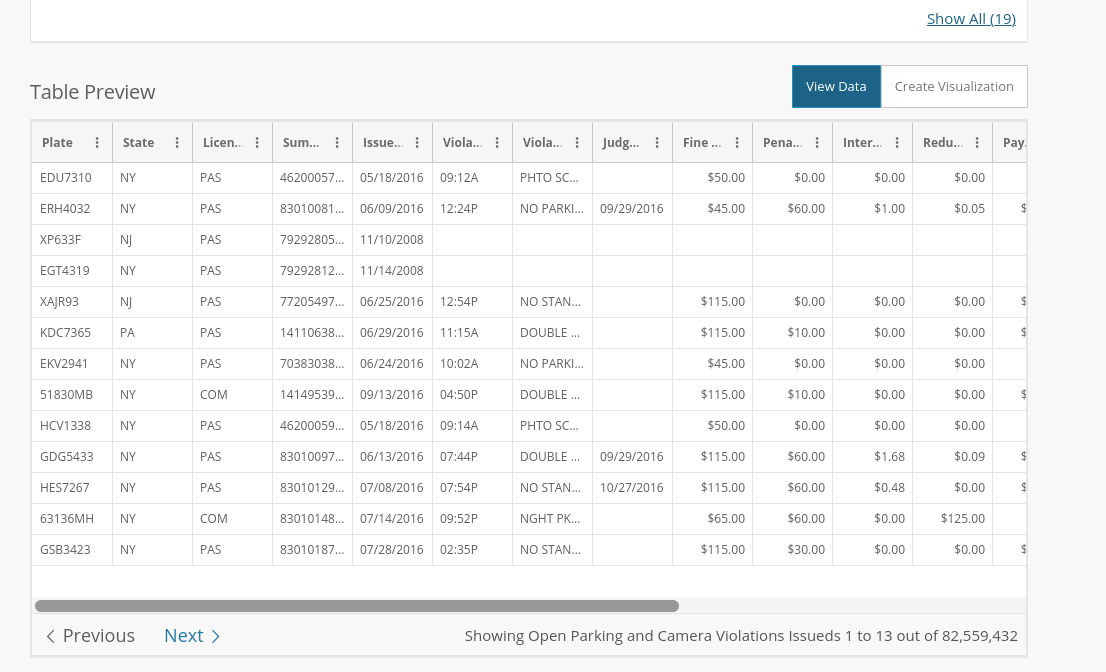 Show All (19)
Table Preview
View Data Create Visualization
Plate State Licen... Sum... Issue... Viola... Viola... Judg... Fine ... Pena... Inter... Redu... Pay
EDU7310 NY PAS 46200057... 05/18/2016 09:12A PHTO SC... $50.00 $0.00 $0.00 $0.00
ERH4032 NY PAS 83010081... 06/09/2016 12:24P NO PARKI... 09/29/2016 $45.00 $60.00 $1.00 $0.05 $
XP633F NJ PAS 79292805... 11/10/2008
EGT4319 NY PAS 79292812... 11/14/2008
XAJR93 NJ PAS 77205497... 06/25/2016 12:54P NO STAN... $115.00 $0.00 $0.00 $0.00 $
KDC7365 PA PAS 14110638... 06/29/2016 11:15A DOUBLE ... $115.00 $10.00 $0.00 $0.00 $
EKV2941 NY PAS 70383038... 06/24/2016 10:02A NO PARKI... $45.00 $0.00 $0.00 $0.00
51830MB NY COM 14149539... 09/13/2016 04:50P DOUBLE ... $115.00 $10.00 $0.00 $0.00 $
HCV1338 NY PAS 46200059... 05/18/2016 09:14A PHTO SC... $50.00 $0.00 $0.00 $0.00
GDG5433 NY PAS 83010097... 06/13/2016 07:44P DOUBLE ... 09/29/2016 $115.00 $60.00 $1.68 $0.09 $
HES7267 NY PAS 83010129... 07/08/2016 07:54P NO STAN... 10/27/2016 $115.00 $60.00 $0.48 $0.00 $
63136MH NY COM 83010148... 07/14/2016 09:52P NGHT PK... $65.00 $60.00 $0.00 $125.00
GSB3423 NY PAS 83010187... 07/28/2016 02:35P NO STAN... $115.00 $30.00 $0.00 $0.00 $
Previous Next Showing Open Parking and Camera Violations Issueds 1 to 13 out of 82,559,432